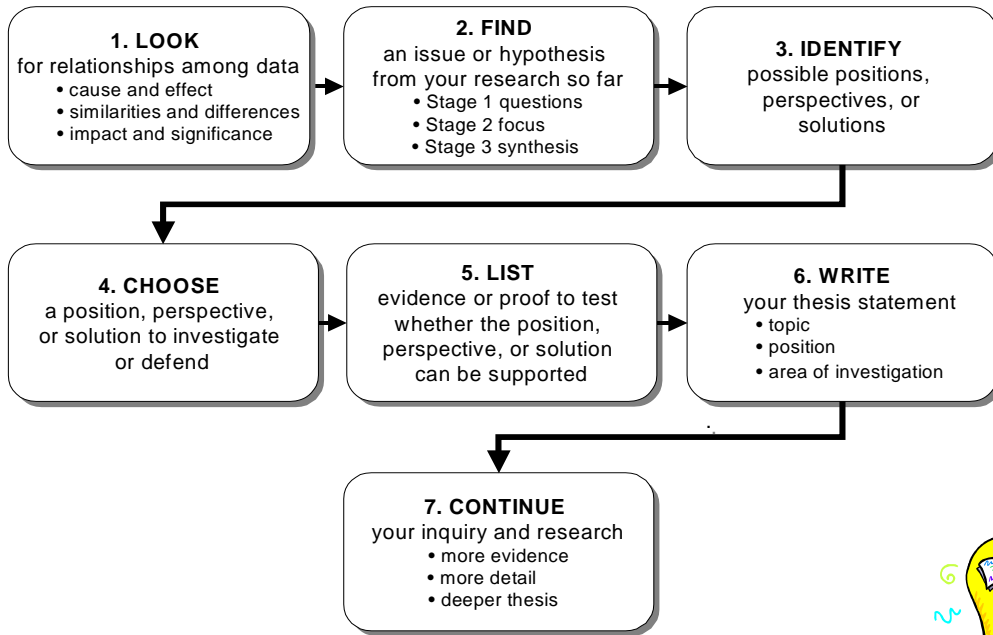 1. LOOK
for relationships among data
• cause and effect
• similarities and differences
• impact and significance
2. FIND
an issue or hypothesis
from your research so far
• Stage 1 questions
• Stage 2 focus
• Stage 3 synthesis
3. IDENTIFY
possible positions,
perspectives, or
solutions
4. CHOOSE
a position, perspective,
or solution to investigate
or defend
5. LIST
evidence or proof to test
whether the position,
perspective, or solution
can be supported
6. WRITE
your thesis statement
• topic
• position
• area of investigation
7. CONTINUE
your inquiry and research
• more evidence
• more detail
• deeper thesis